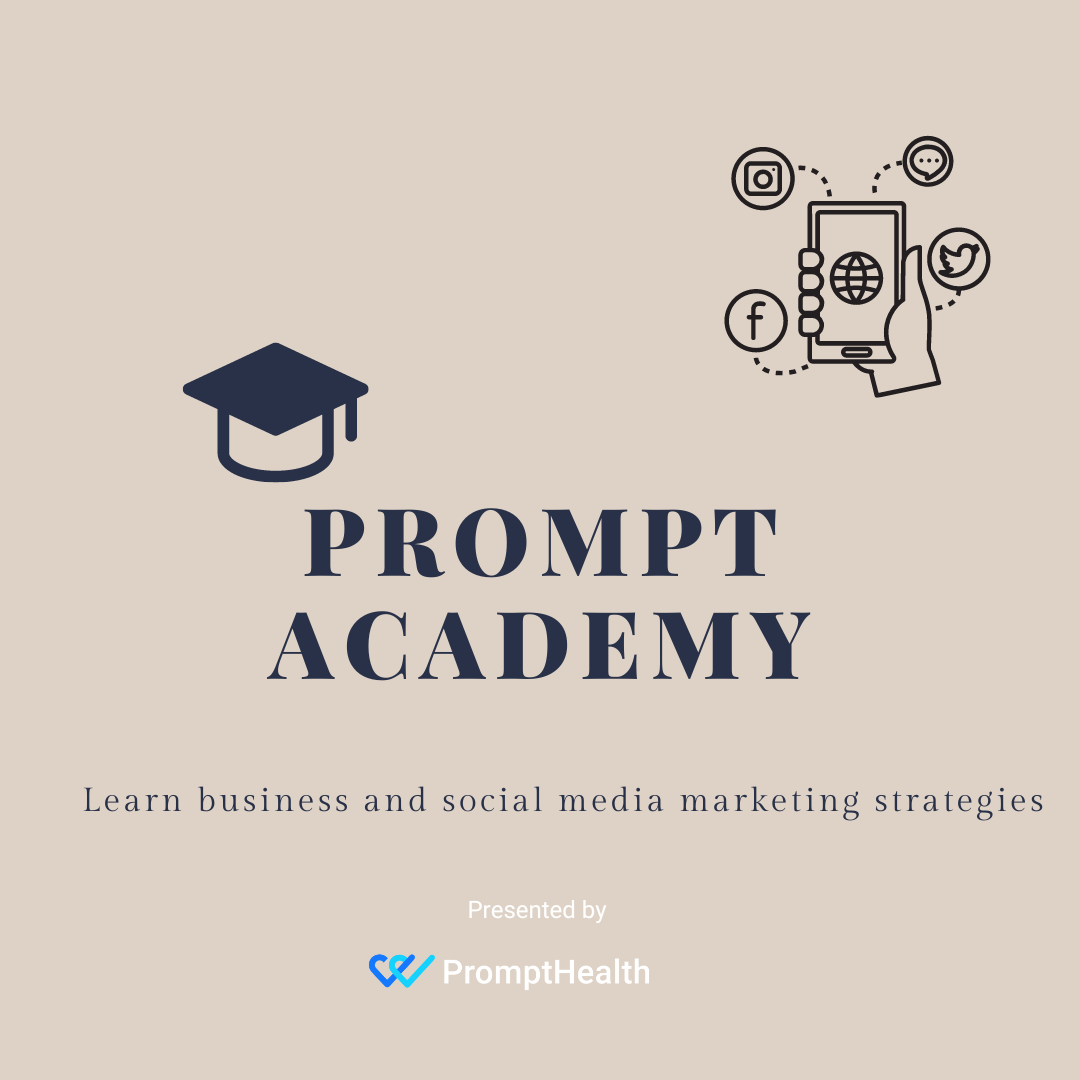 PROMPT
ACADEMY
Learn business and social media marketing strategies
Presented by
PromptHealth